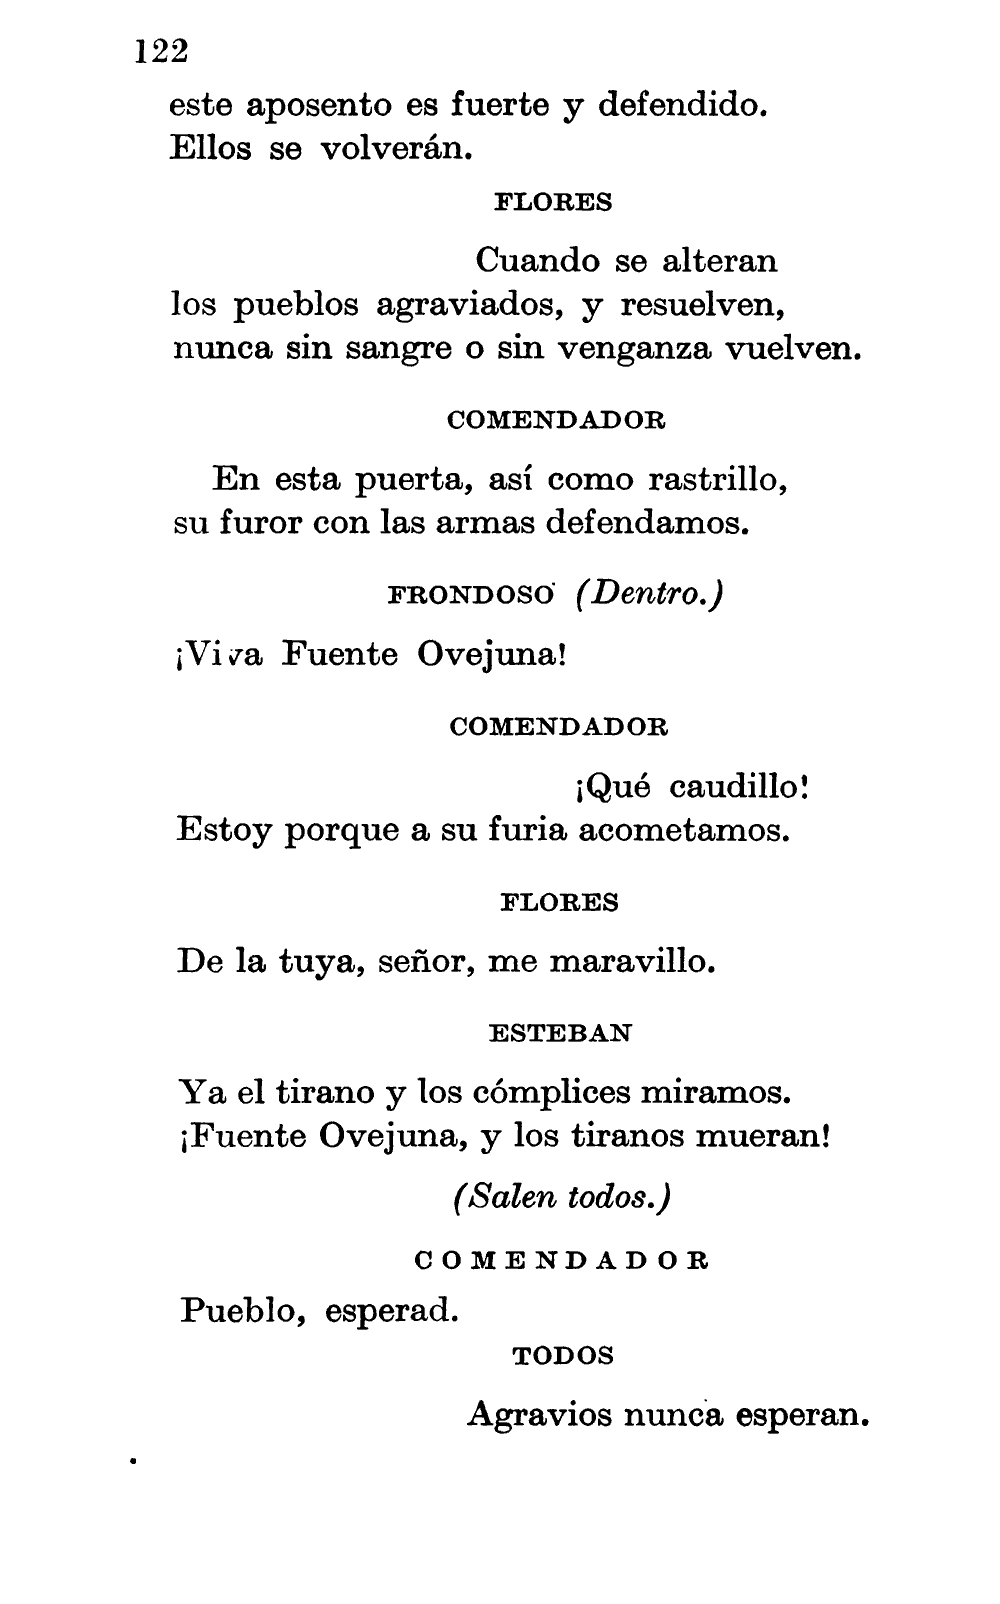 122
este aposento es fuerte y defendido.
Ellos se volverán.
FLORES
Cuando se alteran
los pueblos agraviados, y resuelven,
nunca sin sangre o sin venganza vuelven.
COMENDADOR
En esta puerta, así como rastrillo,
su furor con las armas defendamos.
FRONDOSO (Dentro.)
¡Viva Fuente Ovejuna!
COMENDADOR
¡Qué caudillo!
Estoy porque a su furia acometamos.
FLORES
De la tuya, señor, me maravillo.
ESTEBAN
Ya el tirano y los cómplices miramos.
¡Fuente Ovejuna, y los tiranos mueran!
(Salen todos.)
COMENDADOR
Pueblo, esperad.
TODOS
Agravios nunca esperan.